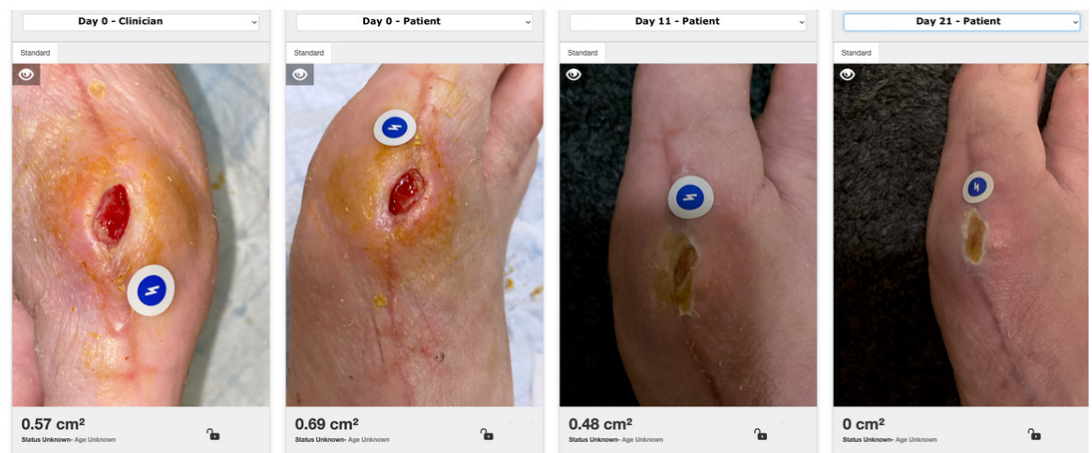 Day 0 - Clinician
Standard
0.57 cm²
Status Unknown- Age Unknown
Day 0 - Patient
Standard
0.69 cm²
Status Unknown- Age Unknown
Day 11 - Patient
Standard
0.48 cm²
Status Unknown- Age Unknown
Day 21 - Patient
Standard
0 cm²
Status Unknown- Age Unknown